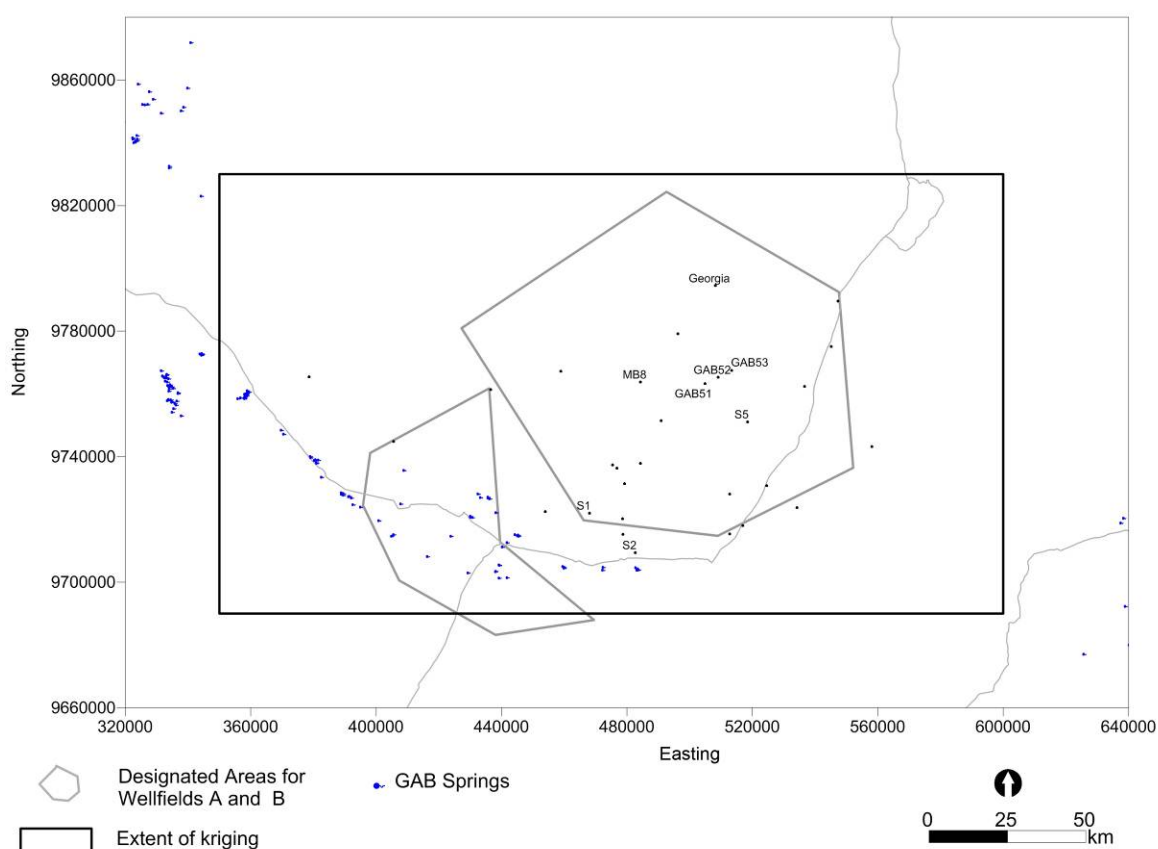 9860000
9820000
Georgia
Northing
9780000
GAB53
MB8
GAB52
GAB51
S5
9740000
S1
S2
9700000
9660000
320000 360000 400000 440000 480000 520000 560000 600000 640000
Easting
Designated Areas for
Wellfields A and B
GAB Springs
Extent of kriging
0 25 50
km